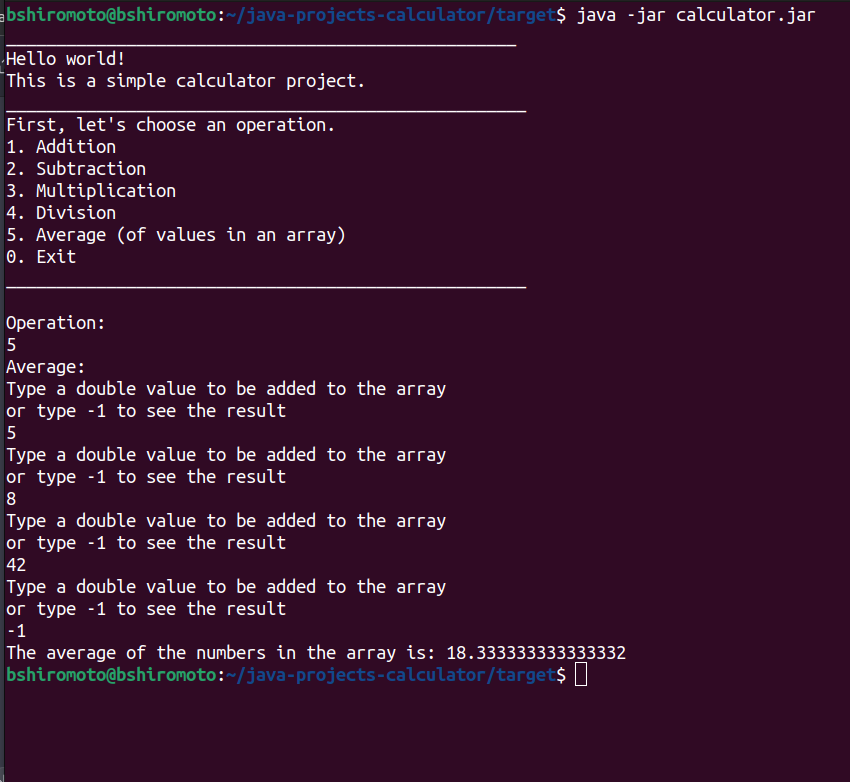 bshiromoto@bshiromoto:~/java-projects-calculator/target$ java -jar calculator.jar
___________________________________________________
Hello world!
This is a simple calculator project.
____________________________________________________
First, let's choose an operation.
1. Addition
2. Subtraction
3. Multiplication
4. Division
5. Average (of values in an array)
0. Exit
____________________________________________________
Operation:
5
Average:
Type a double value to be added to the array
or type -1 to see the result
5
Type a double value to be added to the array
or type -1 to see the result
8
Type a double value to be added to the array
or type -1 to see the result
42
Type a double value to be added to the array
or type -1 to see the result
-1
The average of the numbers in the array is: 18.333333333333332
bshiromoto@bshiromoto:~/java-projects-calculator/target$